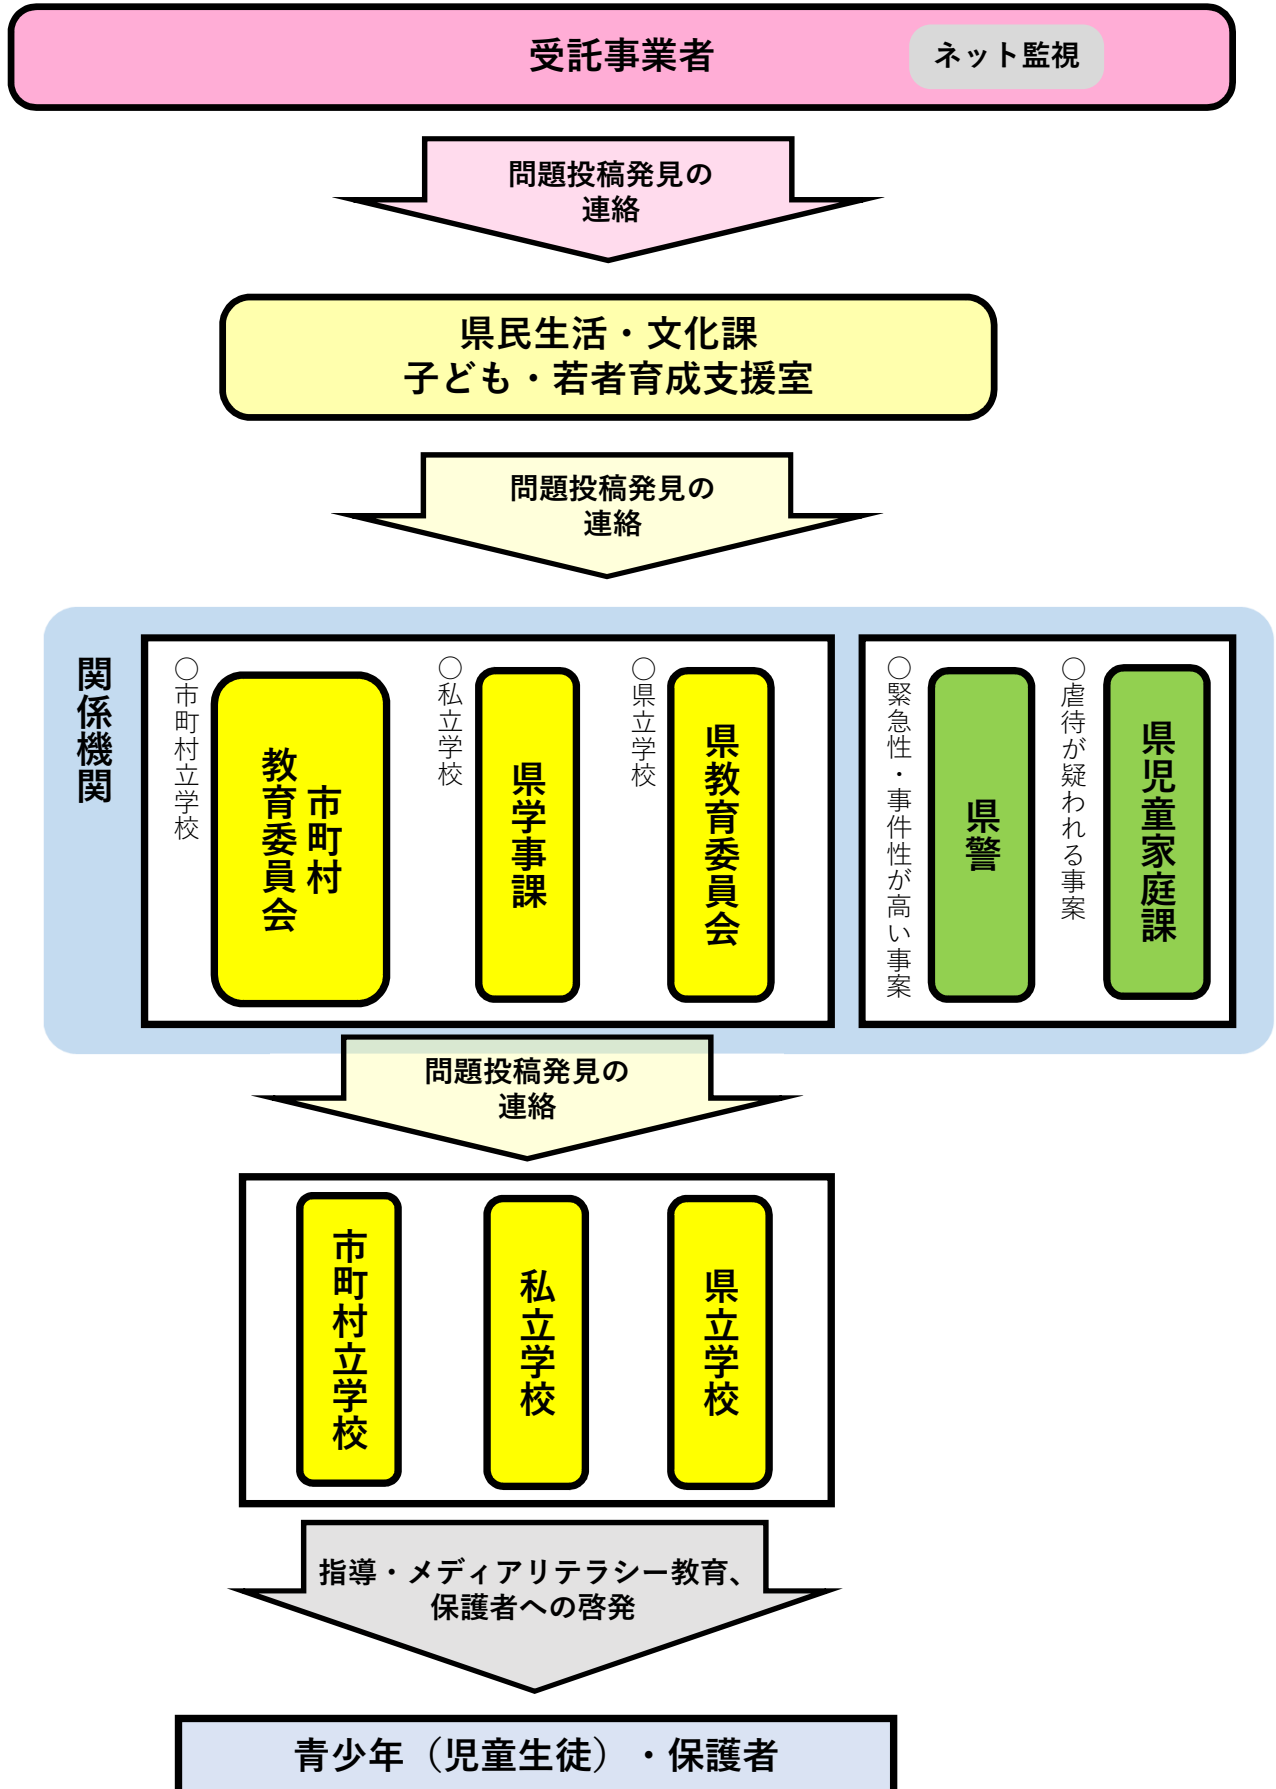 受託事業者
ネット監視
問題投稿発見の
連絡
県民生活・文化課
子ども・若者育成支援室
問題投稿発見の
連絡
関係機関
○市町村立学校
市町村
教育委員会
○私立学校
県学事課
○県立学校
県教育委員会
○緊急性・事件性が高い事案
県警
○虐待が疑われる事案
県児童家庭課
問題投稿発見の
連絡
市町村立学校
私立学校
県立学校
指導・メディアリテラシー教育、
保護者への啓発
青少年（児童生徒）・保護者